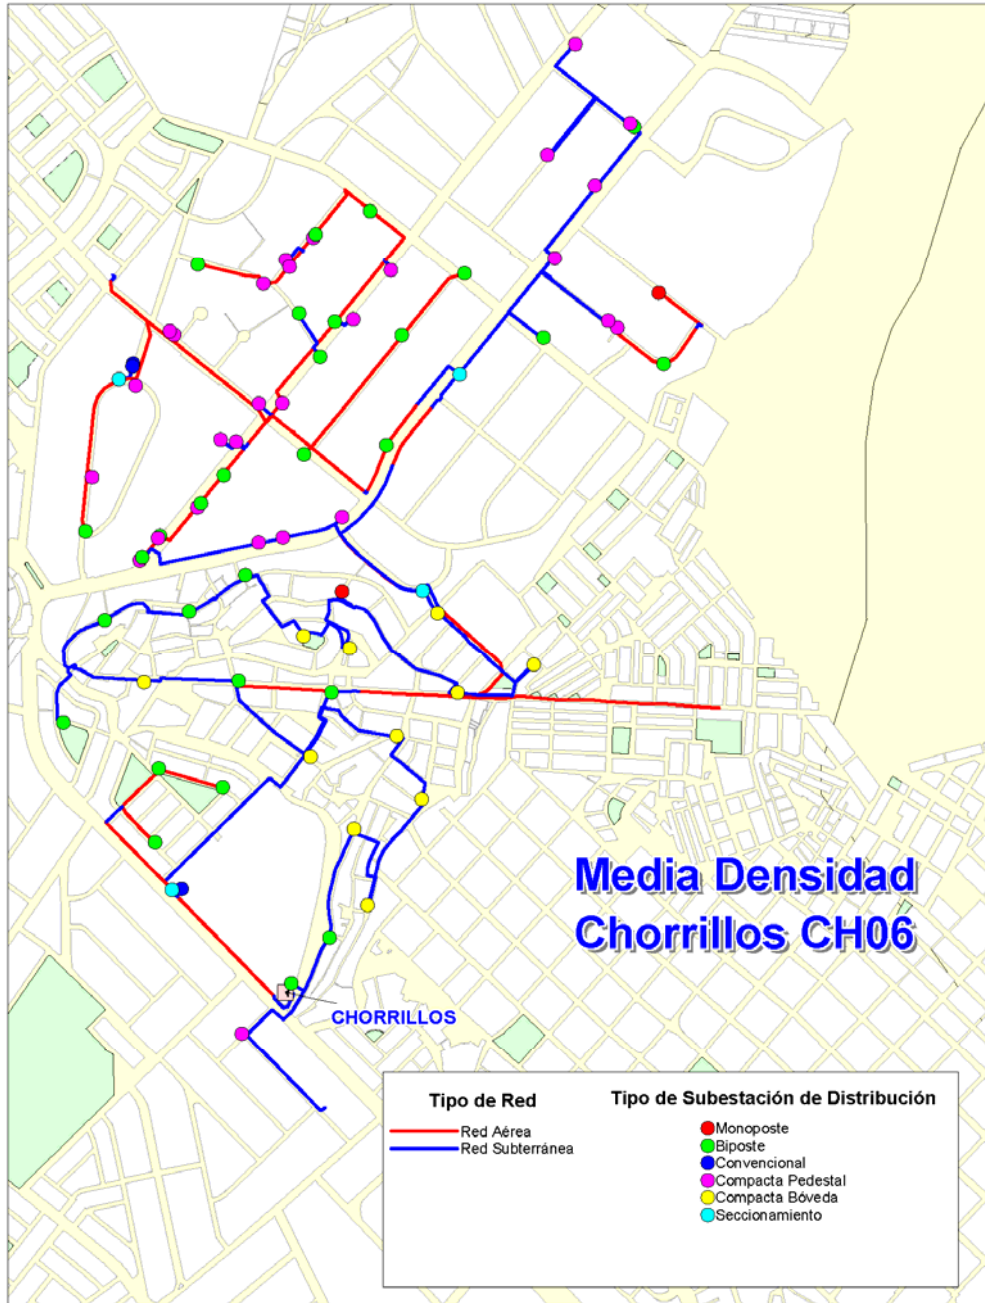 Media Densidad
Chorrillos CH06
CHORRILLOS
Tipo de Red
Red Aérea
Red Subterránea
Tipo de Subestación de Distribución
Monoposte
Biposte
Convencional
Compacta Pedestal
Compacta Bóveda
Seccionamiento